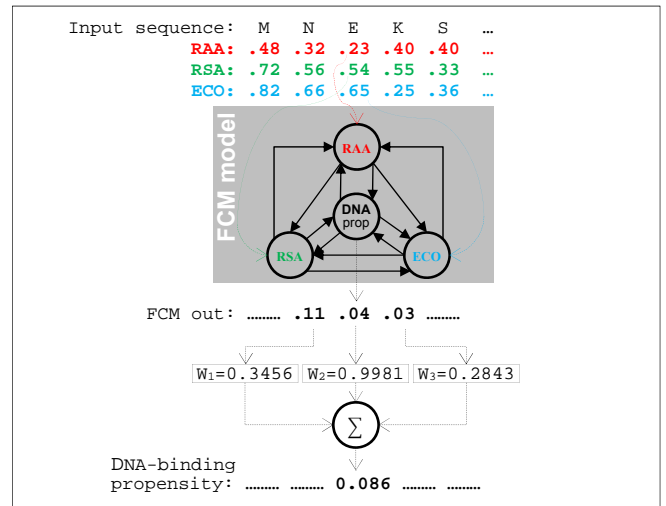 Input sequence: M N E K S …
RAA: .48 .32 .23 .40 .40 …
RSA: .72 .56 .54 .55 .33 …
ECO: .82 .66 .65 .25 .36 …
FCM model
RAA
DNA
prop
RSA
ECO
FCM out: ……… .11 .04 .03 ………
W₁=0.3456 W₂=0.9981 W₃=0.2843
∑
DNA-binding
propensity: ……… ……… 0.086 ……… ………